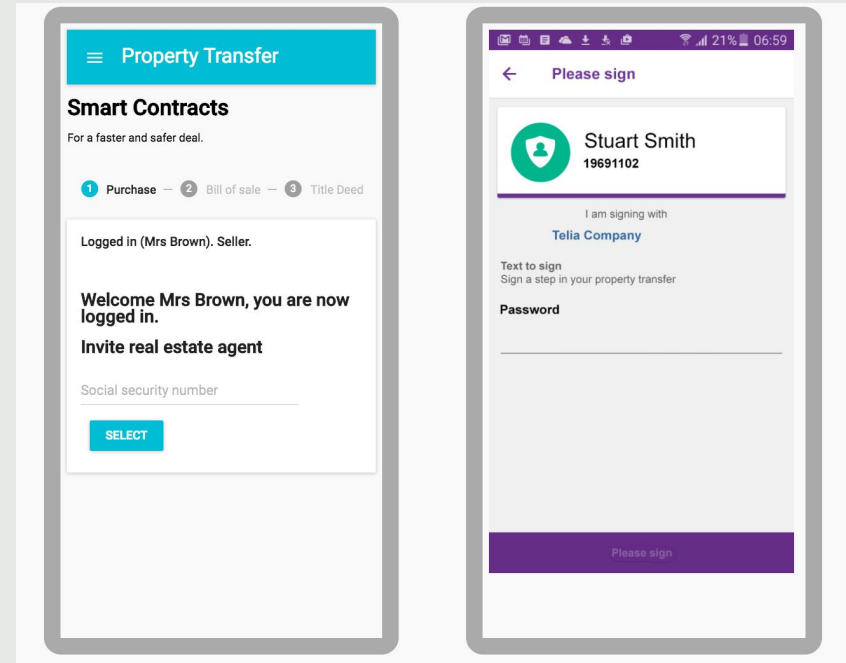 Property Transfer
Smart Contracts
For a faster and safer deal.
1 Purchase — 2 Bill of sale — 3 Title Deed
Logged in (Mrs Brown). Seller.
Welcome Mrs Brown, you are now
logged in.
Invite real estate agent
Social security number
SELECT
21% 06:59
Please sign
Stuart Smith
19691102
I am signing with
Telia Company
Text to sign
Sign a step in your property transfer
Password
Please sign